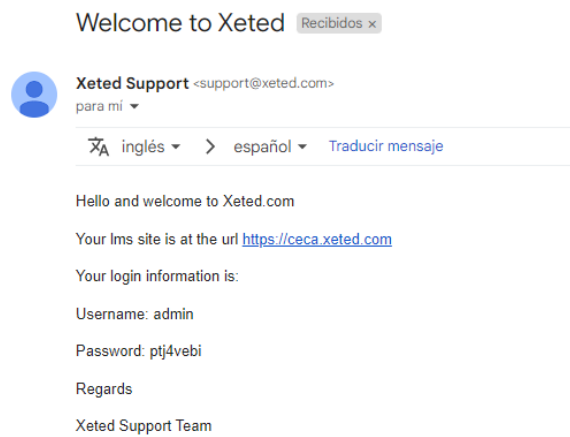 Welcome to Xeted Recibidos ×
Xeted Support <support@xeted.com>
para mí
inglés > español Traducir mensaje
Hello and welcome to Xeted.com
Your lms site is at the url https://ceca.xeted.com
Your login information is:
Username: admin
Password: ptj4vebi
Regards
Xeted Support Team